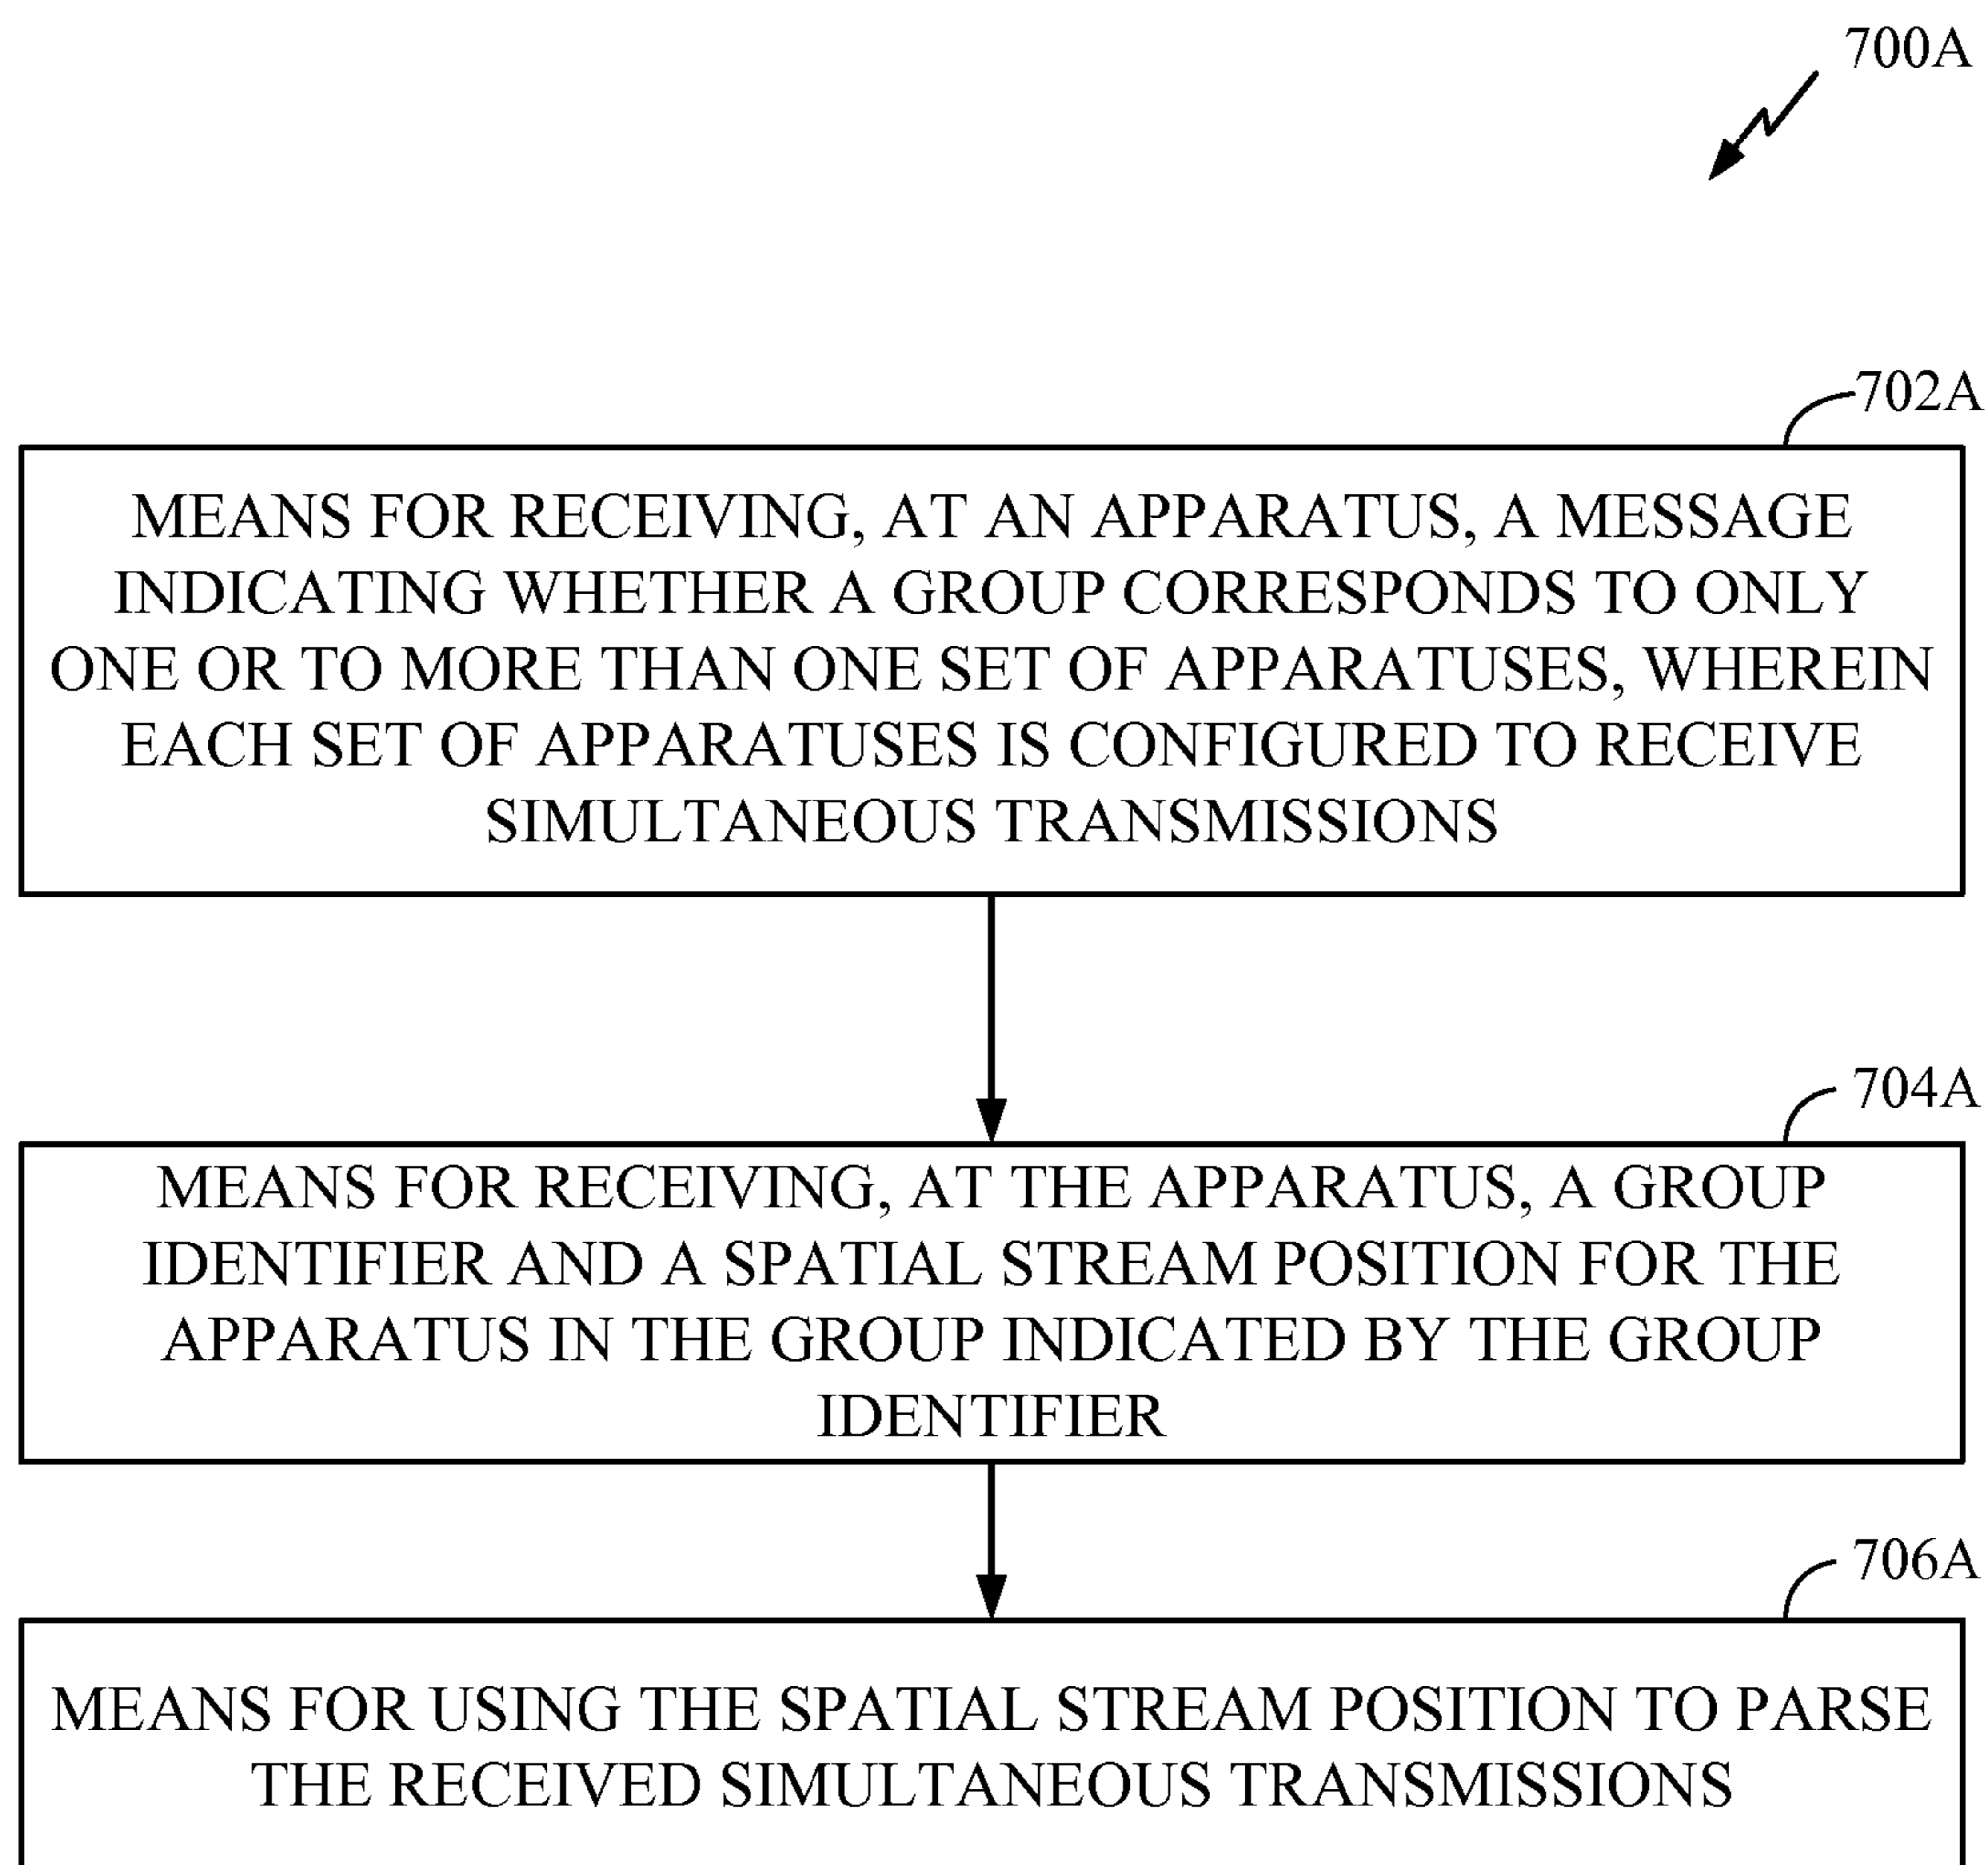 700A
702A
MEANS FOR RECEIVING, AT AN APPARATUS, A MESSAGE
INDICATING WHETHER A GROUP CORRESPONDS TO ONLY
ONE OR TO MORE THAN ONE SET OF APPARATUSES, WHEREIN
EACH SET OF APPARATUSES IS CONFIGURED TO RECEIVE
SIMULTANEOUS TRANSMISSIONS
704A
MEANS FOR RECEIVING, AT THE APPARATUS, A GROUP
IDENTIFIER AND A SPATIAL STREAM POSITION FOR THE
APPARATUS IN THE GROUP INDICATED BY THE GROUP
IDENTIFIER
706A
MEANS FOR USING THE SPATIAL STREAM POSITION TO PARSE
THE RECEIVED SIMULTANEOUS TRANSMISSIONS